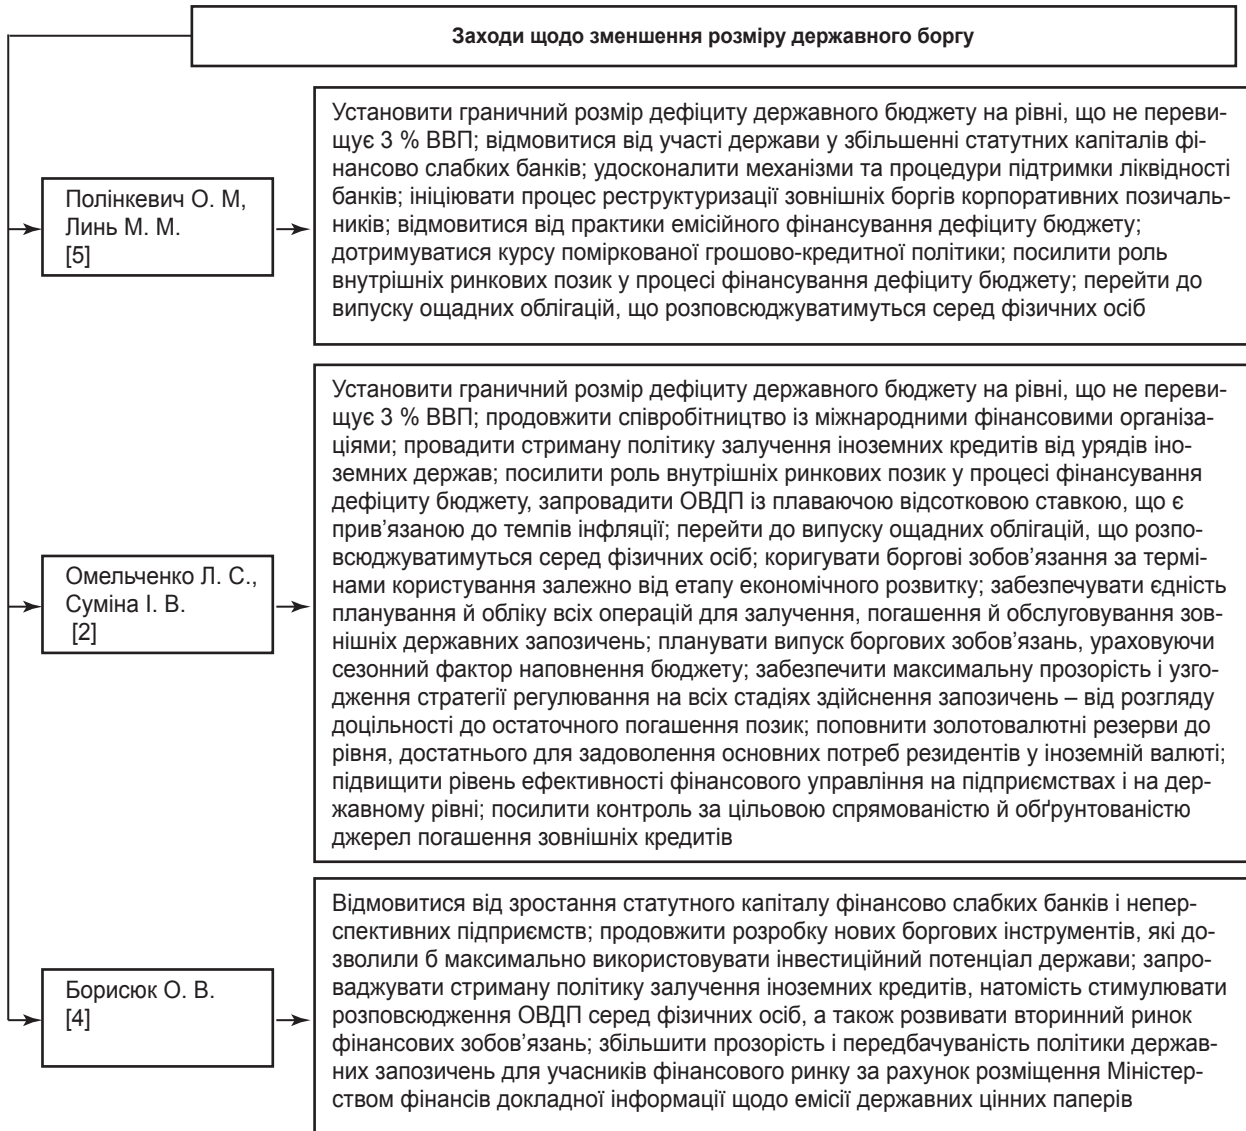 Заходи щодо зменшення розміру державного боргу
Полінкевич О. М,
Линь М. М.
[5]
Установити граничний розмір дефіциту державного бюджету на рівні, що не переви-
щує 3 % ВВП; відмовитися від участі держави у збільшенні статутних капіталів фі-
нансово слабких банків; удосконалити механізми та процедури підтримки ліквідності
банків; ініціювати процес реструктуризації зовнішніх боргів корпоративних позичаль-
ників; відмовитися від практики емісійного фінансування дефіциту бюджету;
дотримуватися курсу поміркованої грошово-кредитної політики; посилити роль
внутрішніх ринкових позик у процесі фінансування дефіциту бюджету; перейти до
випуску ощадних облігацій, що розповсюджуватимуться серед фізичних осіб
Омельченко Л. С.,
Суміна І. В.
[2]
Установити граничний розмір дефіциту державного бюджету на рівні, що не переви-
щує 3 % ВВП; продовжити співробітництво із міжнародними фінансовими організа-
ціями; провадити стриману політику залучення іноземних кредитів від урядів іно-
земних держав; посилити роль внутрішніх ринкових позик у процесі фінансування
дефіциту бюджету, запровадити ОВДП із плаваючою відсотковою ставкою, що є
прив'язаною до темпів інфляції; перейти до випуску ощадних облігацій, що розпо-
всюджуватимуться серед фізичних осіб; коригувати боргові зобов'язання за термі-
нами користування залежно від етапу економічного розвитку; забезпечувати єдність
планування й обліку всіх операцій для залучення, погашення й обслуговування зов-
нішніх державних запозичень; планувати випуск боргових зобов'язань, ураховуючи
сезонний фактор наповнення бюджету; забезпечити максимальну прозорість і узго-
дження стратегії регулювання на всіх стадіях здійснення запозичень – від розгляду
доцільності до остаточного погашення позик; поповнити золотовалютні резерви до
рівня, достатнього для задоволення основних потреб резидентів у іноземній валюті;
підвищити рівень ефективності фінансового управління на підприємствах і на дер-
жавному рівні; посилити контроль за цільовою спрямованістю й обґрунтованістю
джерел погашення зовнішніх кредитів
Борисюк О. В.
[4]
Відмовитися від зростання статутного капіталу фінансово слабких банків і непер-
спективних підприємств; продовжити розробку нових боргових інструментів, які до-
зволили б максимально використовувати інвестиційний потенціал держави; запро-
ваджувати стриману політику залучення іноземних кредитів, натомість стимулювати
розповсюдження ОВДП серед фізичних осіб, а також розвивати вторинний ринок
фінансових зобов'язань; збільшити прозорість і передбачуваність політики держав-
них запозичень для учасників фінансового ринку за рахунок розміщення Міністер-
ством фінансів докладної інформації щодо емісії державних цінних паперів